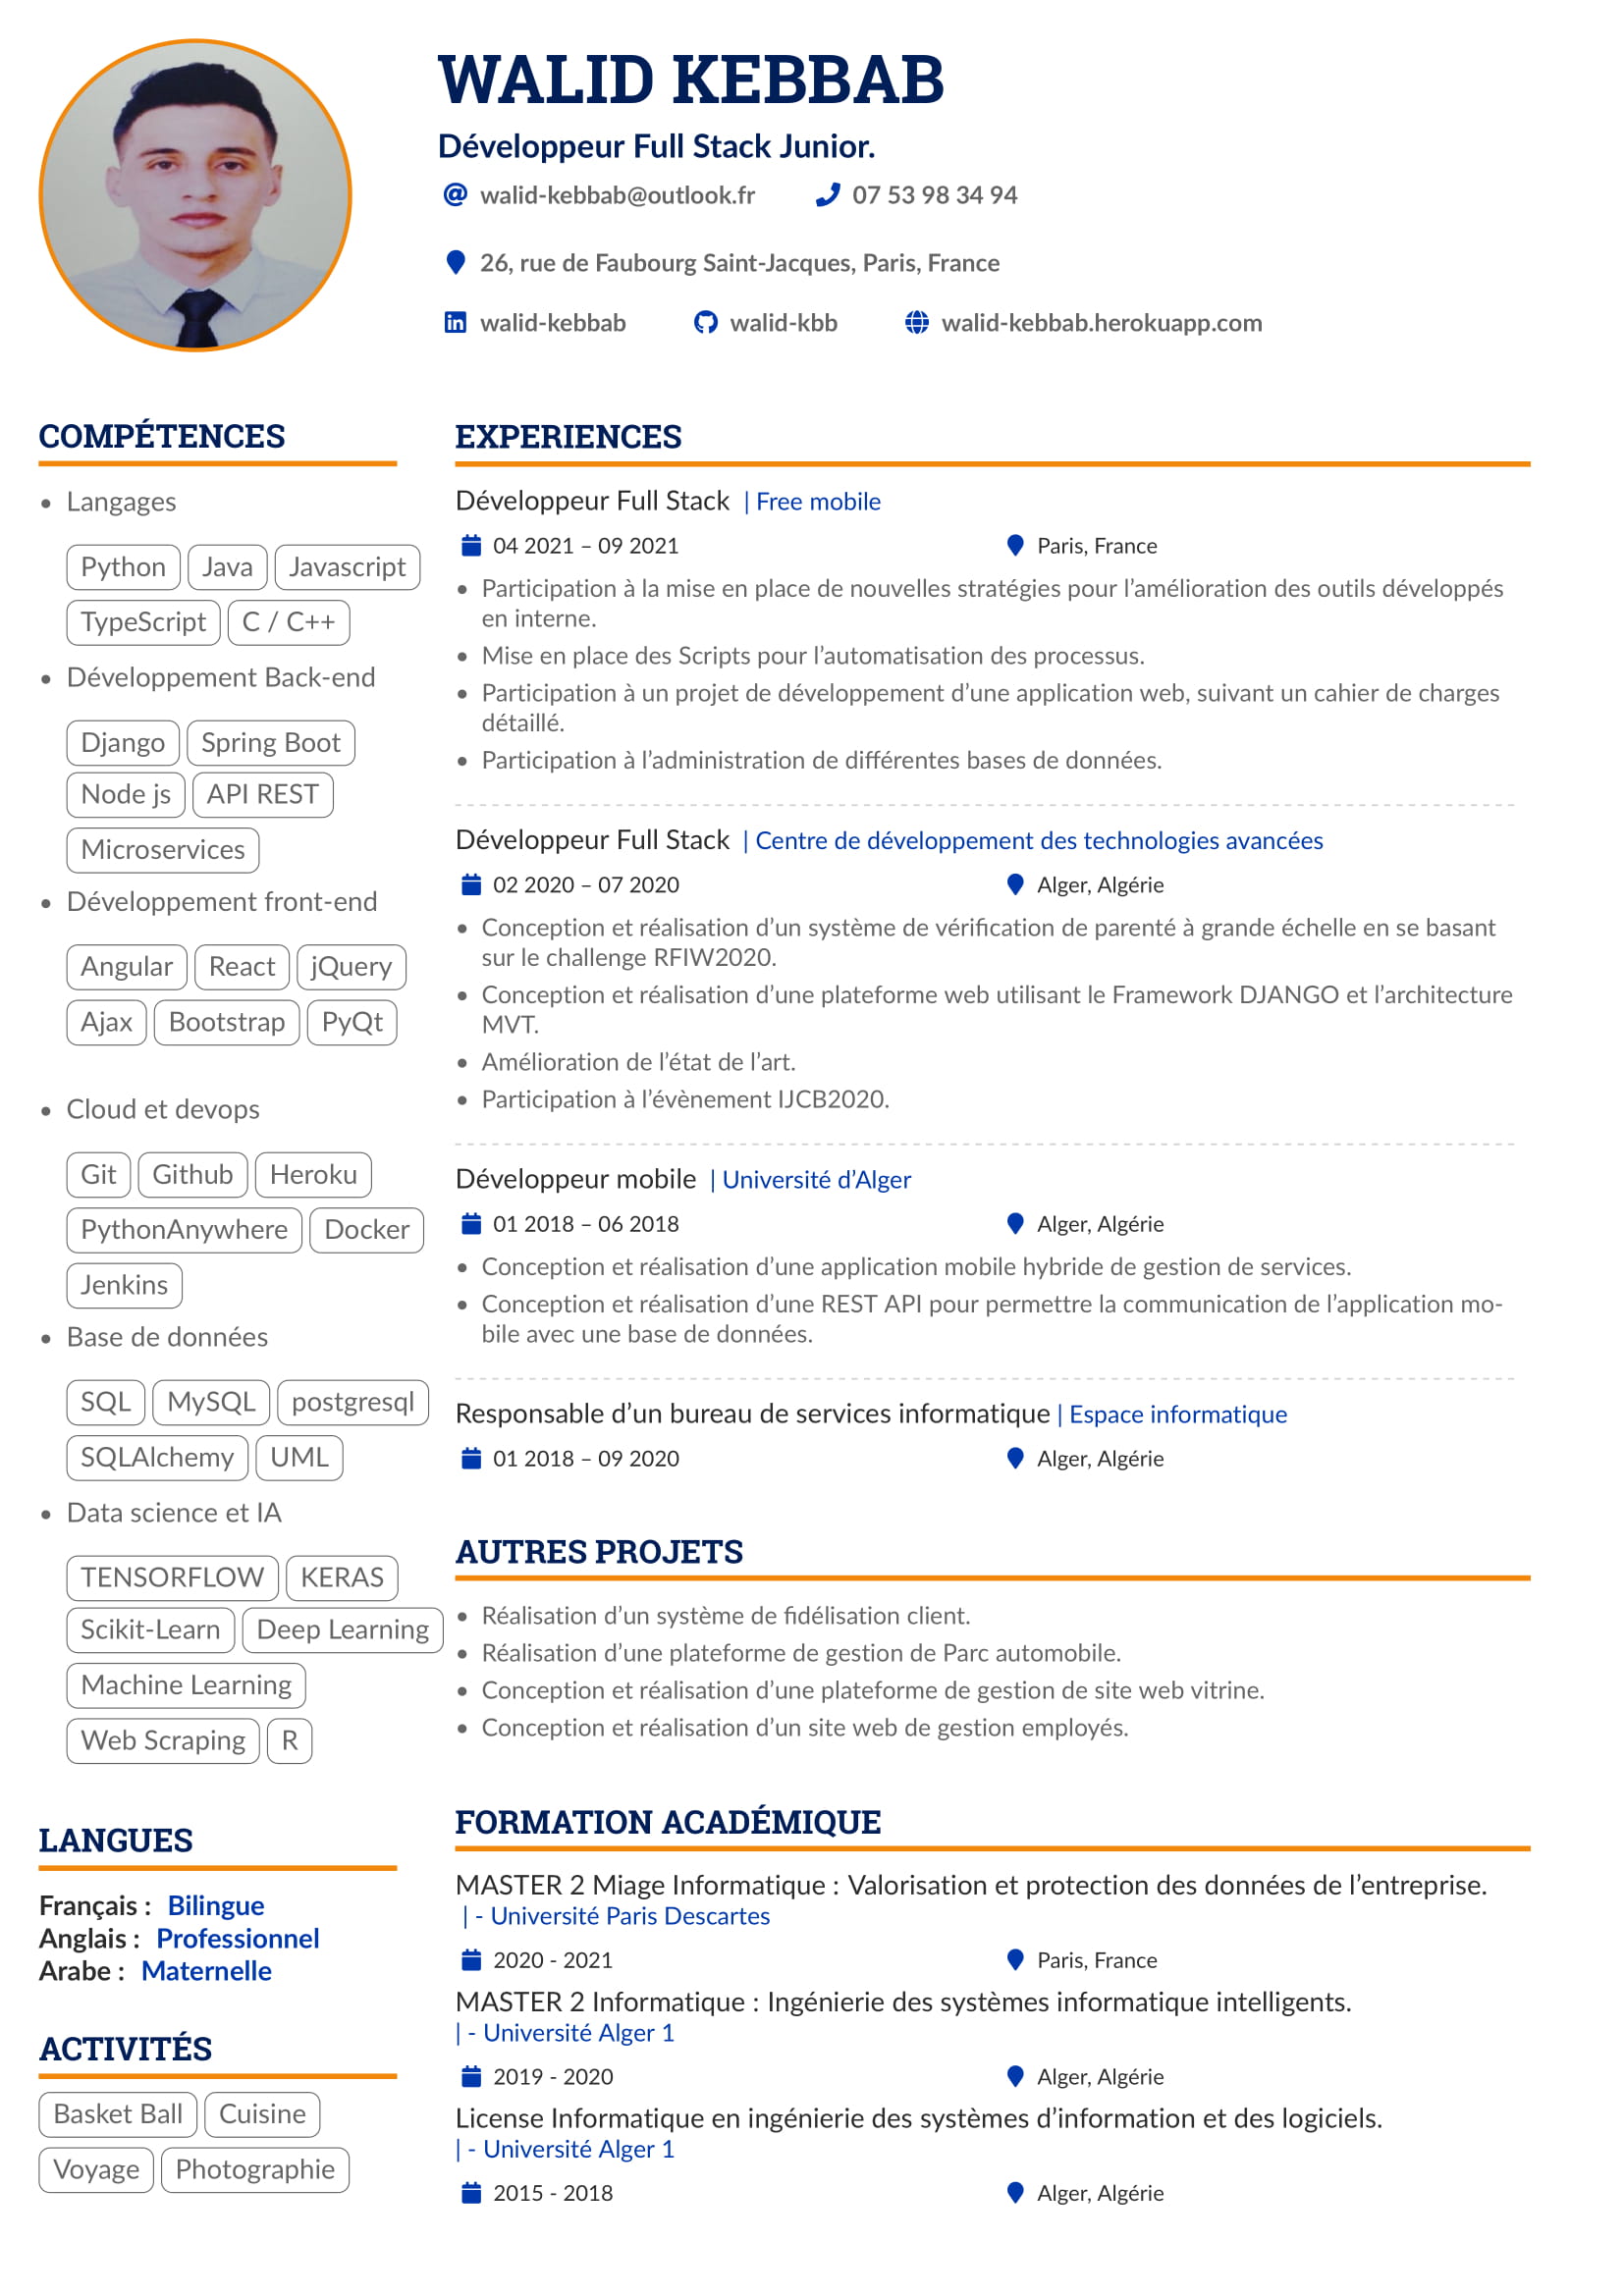 WALID KEBBAB
Développeur Full Stack Junior.
walid-kebbab@outlook.fr 07 53 98 34 94
26, rue de Faubourg Saint-Jacques, Paris, France
walid-kebbab walid-kbb walid-kebbab.herokuapp.com
COMPÉTENCES
• Langages
Python Java Javascript
TypeScript C / C++
• Développement Back-end
Django Spring Boot
Node js API REST
Microservices
• Développement front-end
Angular React jQuery
Ajax Bootstrap PyQt
• Cloud et devops
Git Github Heroku
PythonAnywhere Docker
Jenkins
• Base de données
SQL MySQL postgresql
SQLAlchemy UML
• Data science et IA
TENSORFLOW KERAS
Scikit-Learn Deep Learning
Machine Learning
Web Scraping R
LANGUES
Français : Bilingue
Anglais : Professionnel
Arabe : Maternelle
ACTIVITÉS
Basket Ball Cuisine
Voyage Photographie
EXPERIENCES
Développeur Full Stack | Free mobile
04 2021 – 09 2021 Paris, France
• Participation à la mise en place de nouvelles stratégies pour l’amélioration des outils développés
en interne.
• Mise en place des Scripts pour l’automatisation des processus.
• Participation à un projet de développement d’une application web, suivant un cahier de charges
détaillé.
• Participation à l’administration de différentes bases de données.
Développeur Full Stack | Centre de développement des technologies avancées
02 2020 – 07 2020 Alger, Algérie
• Conception et réalisation d’un système de vérification de parenté à grande échelle en se basant
sur le challenge RFIW2020.
• Conception et réalisation d’une plateforme web utilisant le Framework DJANGO et l’architecture
MVT.
• Amélioration de l’état de l’art.
• Participation à l’évènement IJCB2020.
Développeur mobile | Université d’Alger
01 2018 – 06 2018 Alger, Algérie
• Conception et réalisation d’une application mobile hybride de gestion de services.
• Conception et réalisation d’une REST API pour permettre la communication de l’application mo-
bile avec une base de données.
Responsable d’un bureau de services informatique | Espace informatique
01 2018 – 09 2020 Alger, Algérie
AUTRES PROJETS
• Réalisation d’un système de fidélisation client.
• Réalisation d’une plateforme de gestion de Parc automobile.
• Conception et réalisation d’une plateforme de gestion de site web vitrine.
• Conception et réalisation d’un site web de gestion employés.
FORMATION ACADÉMIQUE
MASTER 2 Miage Informatique : Valorisation et protection des données de l’entreprise.
| - Université Paris Descartes
2020 - 2021 Paris, France
MASTER 2 Informatique : Ingénierie des systèmes informatique intelligents.
| - Université Alger 1
2019 - 2020 Alger, Algérie
License Informatique en ingénierie des systèmes d’information et des logiciels.
| - Université Alger 1
2015 - 2018 Alger, Algérie